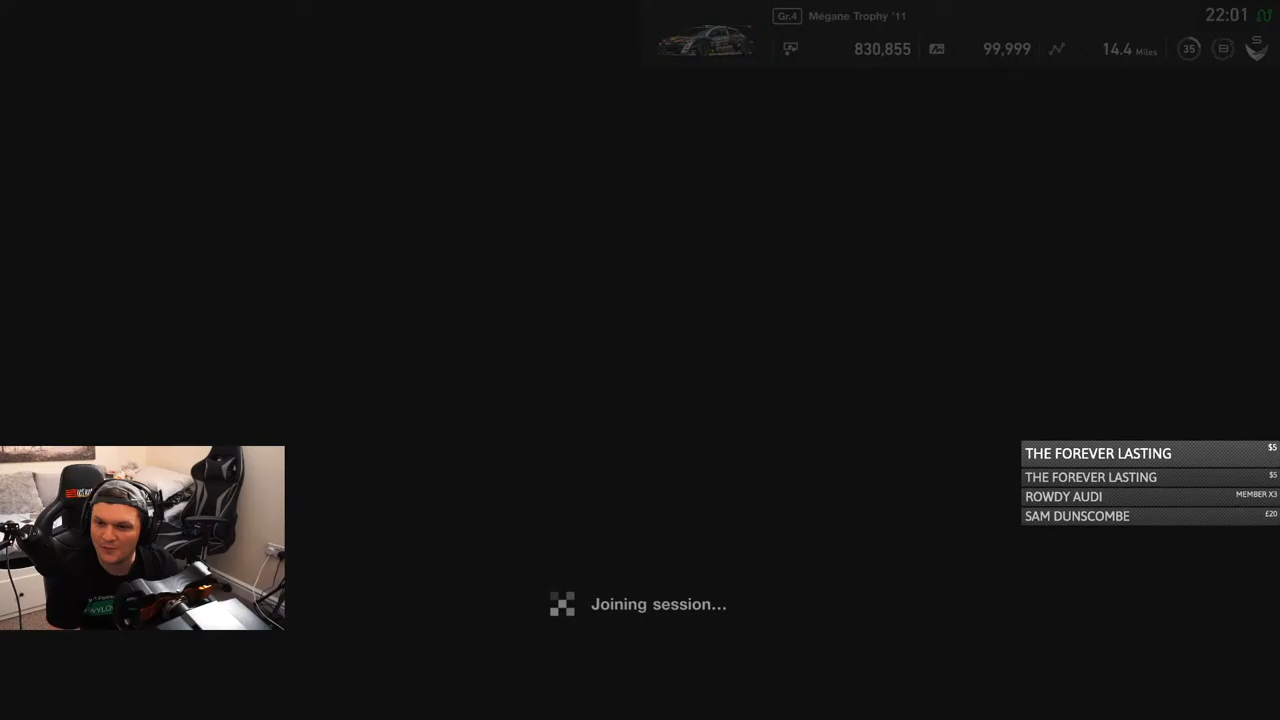 Gr.4 Mégane Trophy '11
22:01
830,855 99,999 14.4 Miles 35 B S
THE FOREVER LASTING $5
THE FOREVER LASTING $5
ROWDY AUDI MEMBER X3
SAM DUNSCOMBE £20
Joining session...